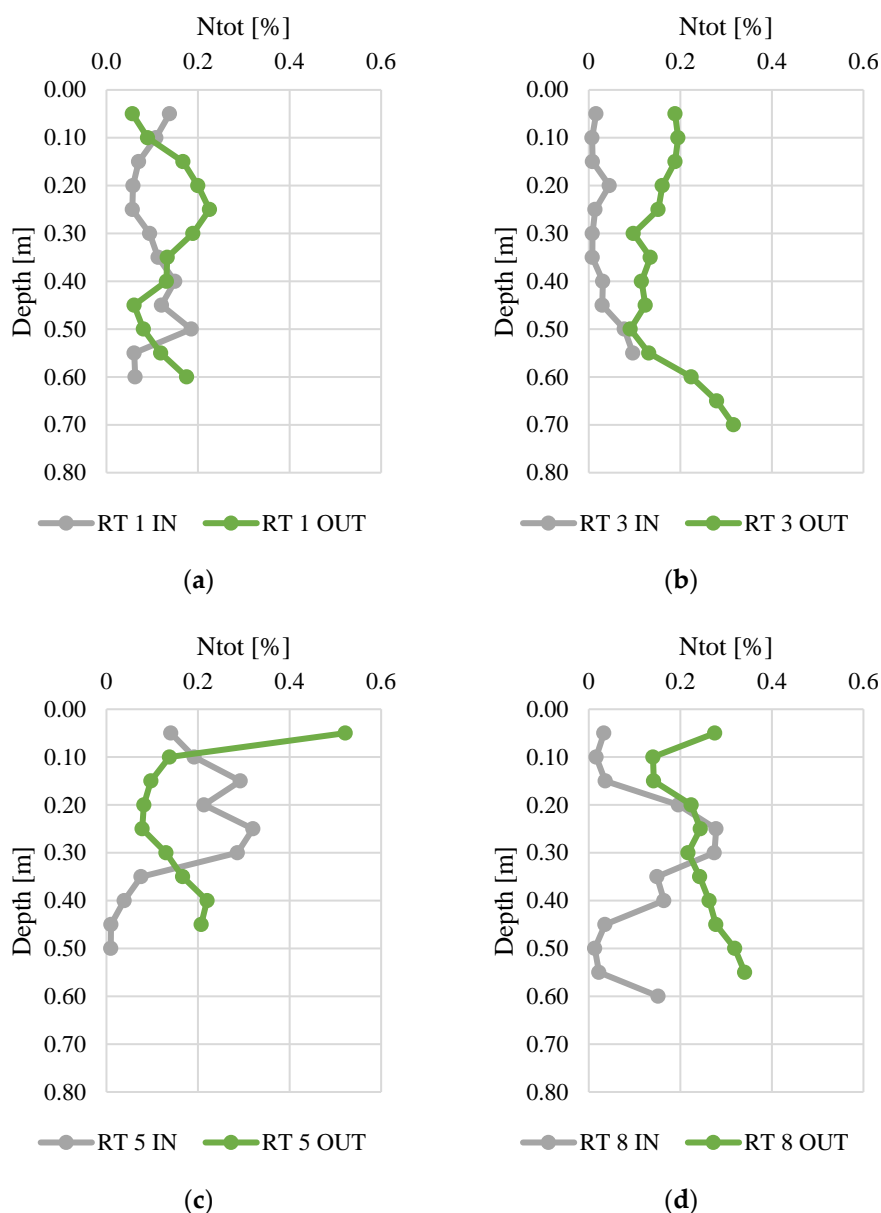 Ntot [%]
0.0 0.2 0.4 0.6
0.00
0.10
0.20
0.30
0.40
0.50
0.60
0.70
0.80
Depth [m]
RT 1 IN RT 1 OUT
(a)
Ntot [%]
0 0.2 0.4 0.6
0.00
0.10
0.20
0.30
0.40
0.50
0.60
0.70
0.80
Depth [m]
RT 3 IN RT 3 OUT
(b)
Ntot [%]
0 0.2 0.4 0.6
0.00
0.10
0.20
0.30
0.40
0.50
0.60
0.70
0.80
Depth [m]
RT 5 IN RT 5 OUT
(c)
Ntot [%]
0 0.2 0.4 0.6
0.00
0.10
0.20
0.30
0.40
0.50
0.60
0.70
0.80
Depth [m]
RT 8 IN RT 8 OUT
(d)